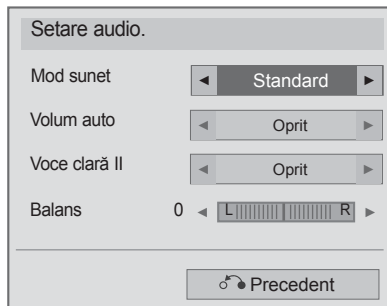 Setare audio.
Mod sunet ◄ Standard ►
Volum auto ◄ Oprit ►
Voce clară II ◄ Oprit ►
Balans 0 ◄ L R ►
Precedent